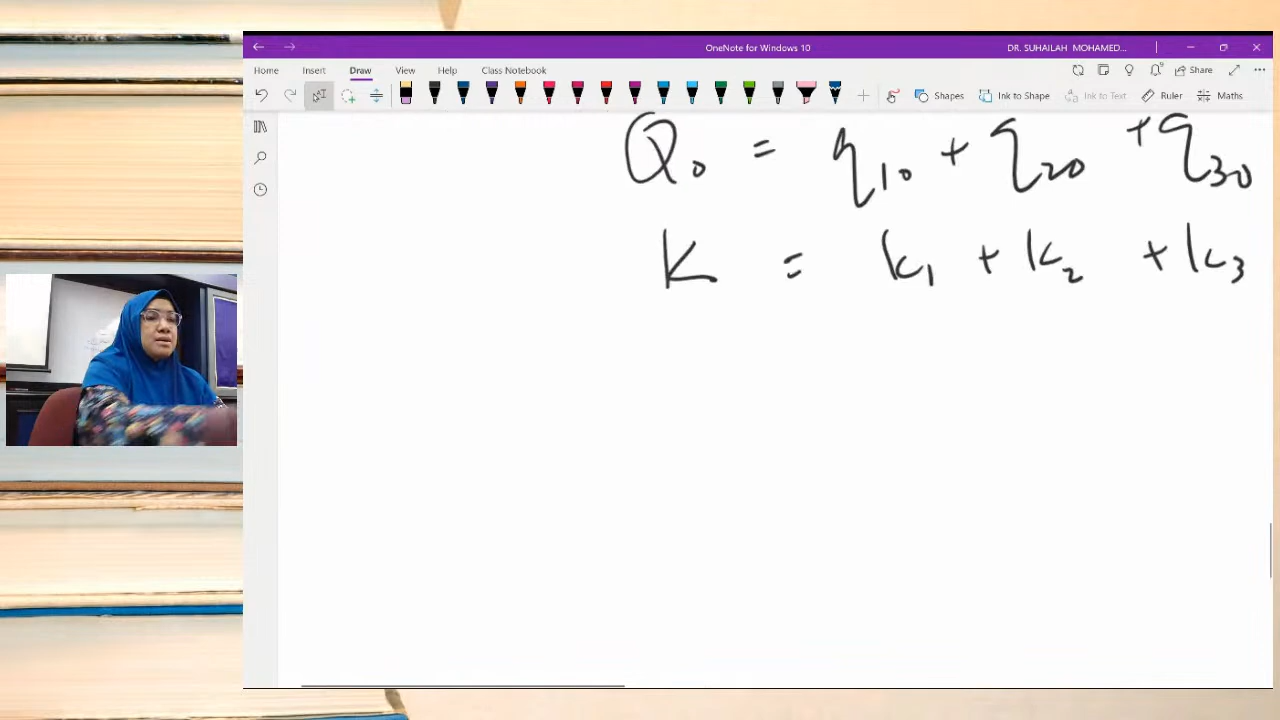 OneNote for Windows 10
DR. SUHAILAH MOHAMED...
Home Insert Draw View Help Class Notebook Share
Shapes Ink to Shape Ink to Text Ruler Maths
Q₀ = q₁₀ + q₂₀ + q₃₀
K = k₁ + k₂ + k₃